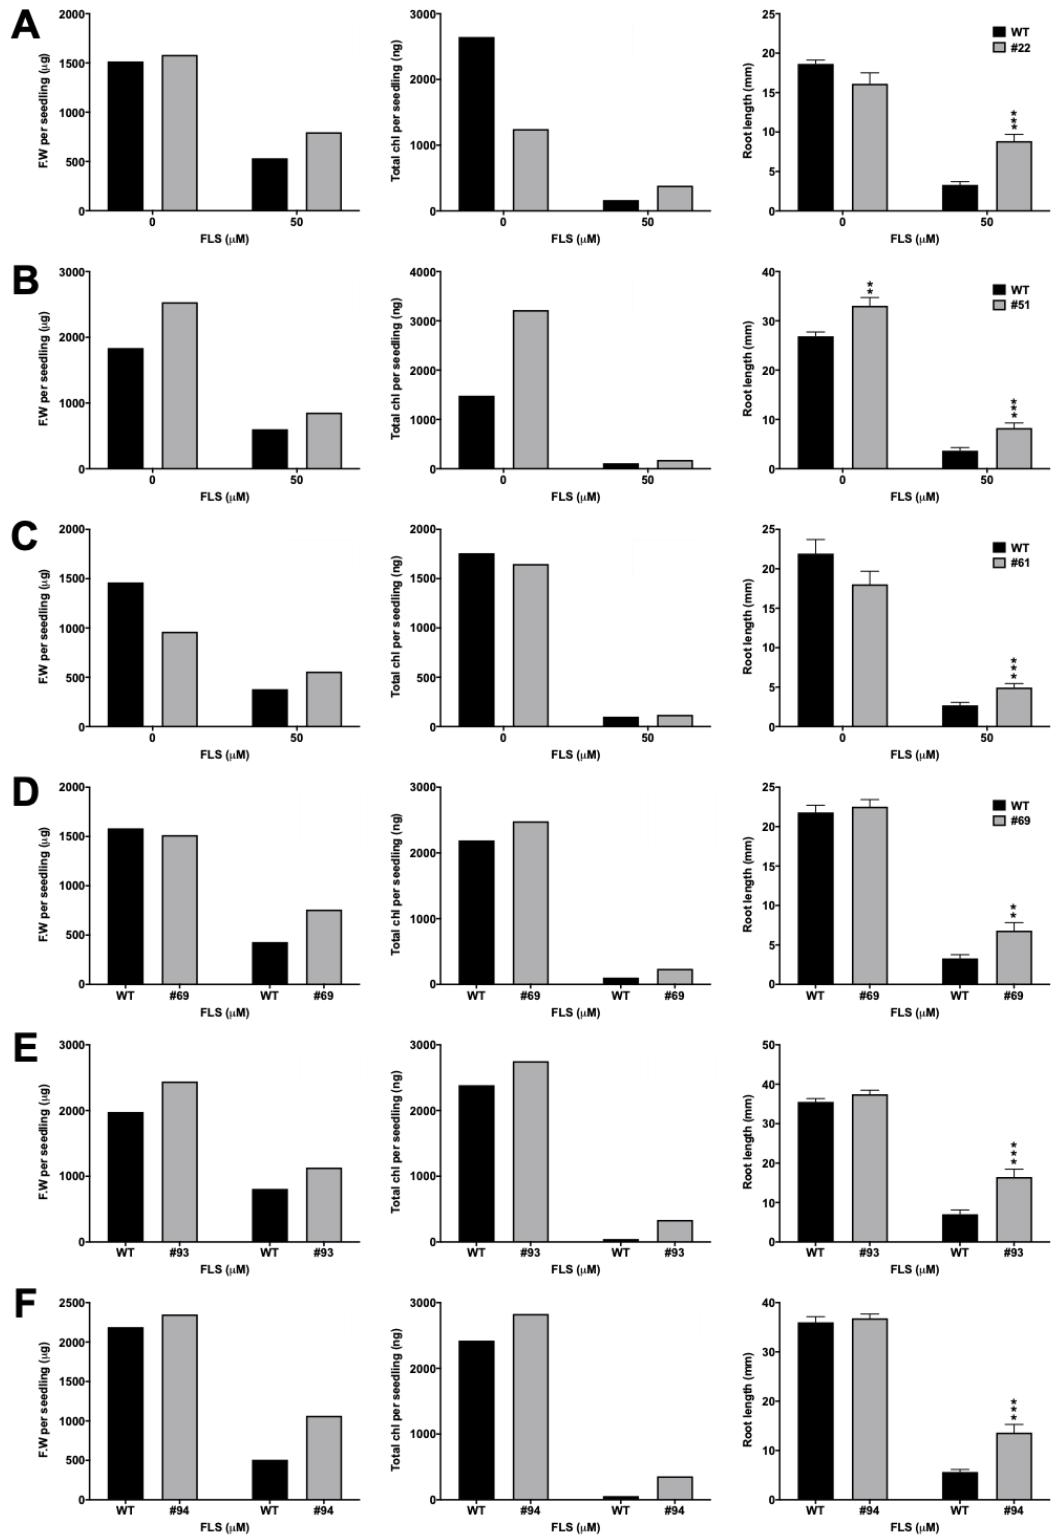 A
F.W per seedling (µg)
2000
1500
1000
500
0
0 50
FLS (µM)
Total chl per seedling (ng)
3000
2000
1000
0
0 50
FLS (µM)
Root length (mm)
25
20
15
10
5
0
***
0 50
FLS (µM)
WT
#22
B
F.W per seedling (µg)
3000
2000
1000
0
0 50
FLS (µM)
Total chl per seedling (ng)
4000
3000
2000
1000
0
0 50
FLS (µM)
Root length (mm)
40
30
20
10
0
**
***
0 50
FLS (µM)
WT
#51
C
F.W per seedling (µg)
2000
1500
1000
500
0
0 50
FLS (µM)
Total chl per seedling (ng)
2000
1500
1000
500
0
0 50
FLS (µM)
Root length (mm)
25
20
15
10
5
0
***
0 50
FLS (µM)
WT
#61
D
F.W per seedling (µg)
2000
1500
1000
500
0
WT #69 WT #69
FLS (µM)
Total chl per seedling (ng)
3000
2000
1000
0
WT #69 WT #69
FLS (µM)
Root length (mm)
25
20
15
10
5
0
**
WT #69 WT #69
FLS (µM)
WT
#69
E
F.W per seedling (µg)
3000
2000
1000
0
WT #93 WT #93
FLS (µM)
Total chl per seedling (ng)
3000
2000
1000
0
WT #93 WT #93
FLS (µM)
Root length (mm)
50
40
30
20
10
0
***
WT #93 WT #93
FLS (µM)
F
F.W per seedling (µg)
2500
2000
1500
1000
500
0
WT #94 WT #94
FLS (µM)
Total chl per seedling (ng)
3000
2000
1000
0
WT #94 WT #94
FLS (µM)
Root length (mm)
40
30
20
10
0
***
WT #94 WT #94
FLS (µM)